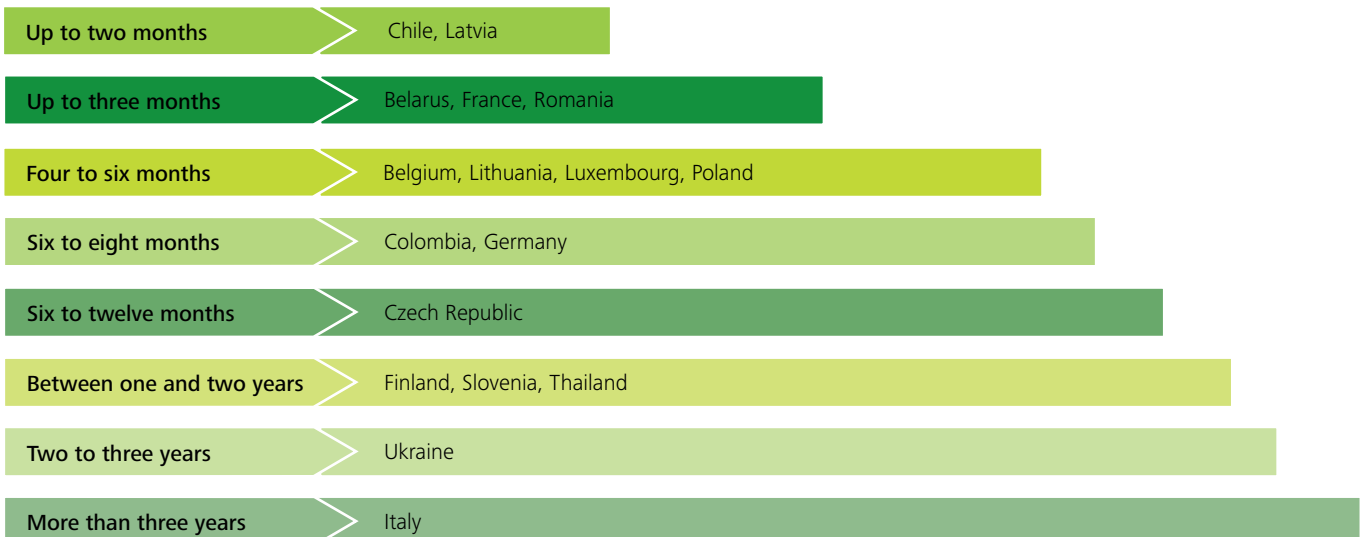 Up to two months Chile, Latvia
Up to three months Belarus, France, Romania
Four to six months Belgium, Lithuania, Luxembourg, Poland
Six to eight months Colombia, Germany
Six to twelve months Czech Republic
Between one and two years Finland, Slovenia, Thailand
Two to three years Ukraine
More than three years Italy